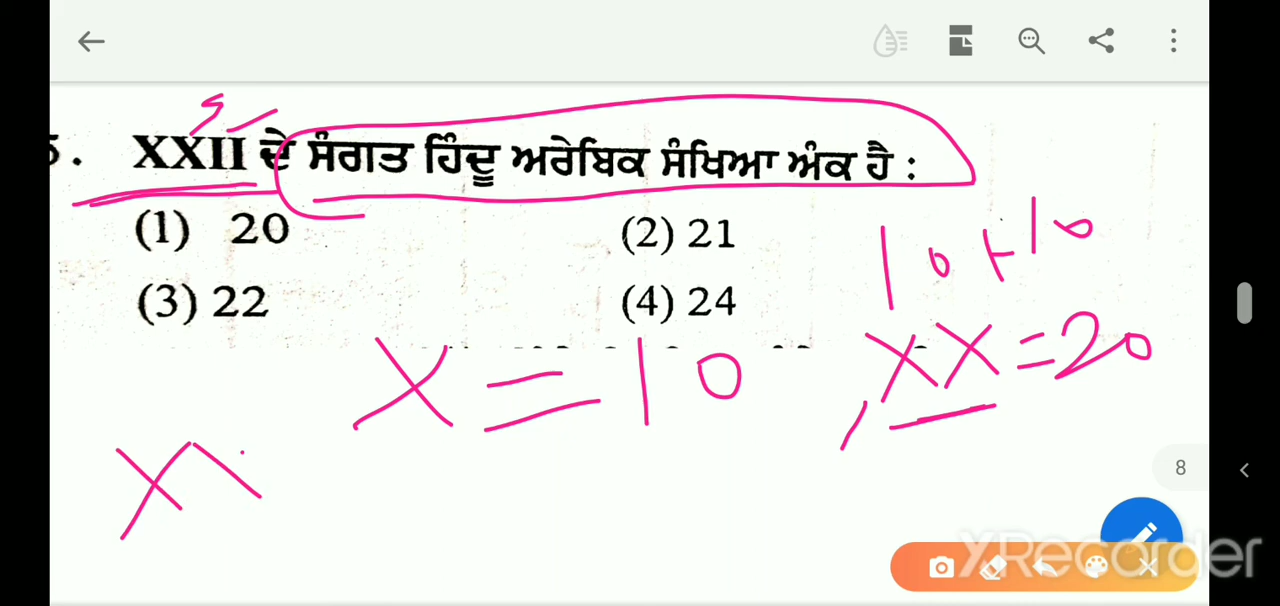 5. XXII ਦੇ ਸੰਗਤ ਹਿੰਦੂ ਅਰੇਬਿਕ ਸੰਖਿਆ ਅੰਕ ਹੈ :
(1) 20 (2) 21
(3) 22 (4) 24
10+10
X=10
XX=20
8
XRecorder